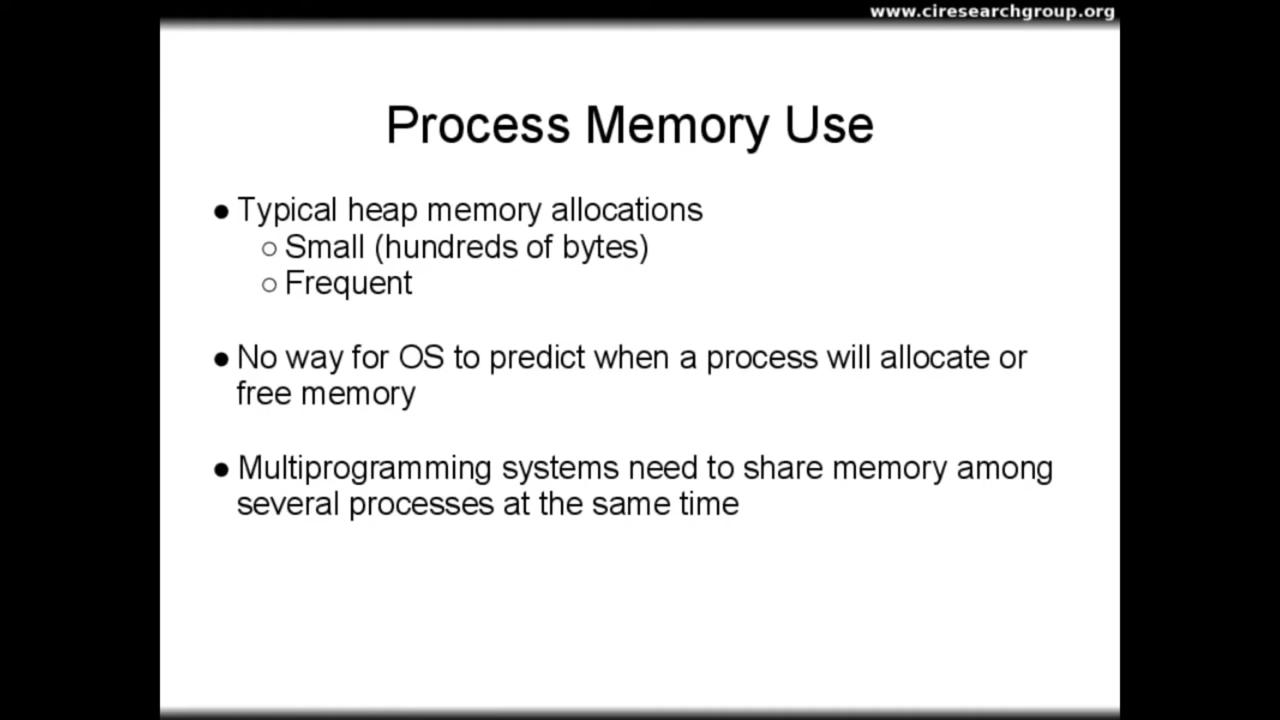 www.ciresearchgroup.org
Process Memory Use
● Typical heap memory allocations
○ Small (hundreds of bytes)
○ Frequent
● No way for OS to predict when a process will allocate or
free memory
● Multiprogramming systems need to share memory among
several processes at the same time